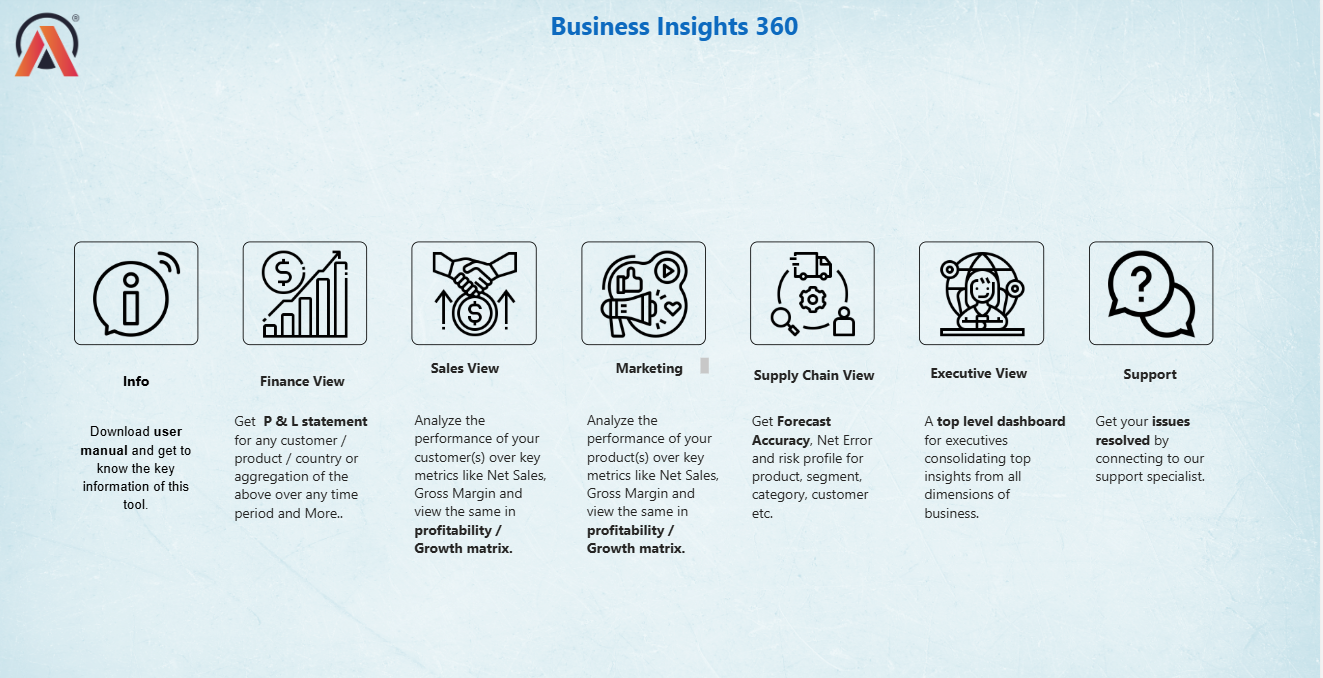 ®
Business Insights 360
$
$
?
Info
Finance View
Sales View
Marketing
Supply Chain View
Executive View
Support
Download user
manual and get to
know the key
information of this
tool.
Get P & L statement
for any customer /
product / country or
aggregation of the
above over any time
period and More..
Analyze the
performance of your
customer(s) over key
metrics like Net Sales,
Gross Margin and
view the same in
profitability /
Growth matrix.
Analyze the
performance of your
product(s) over key
metrics like Net Sales,
Gross Margin and
view the same in
profitability /
Growth matrix.
Get Forecast
Accuracy, Net Error
and risk profile for
product, segment,
category, customer
etc.
A top level dashboard
for executives
consolidating top
insights from all
dimensions of
business.
Get your issues
resolved by
connecting to our
support specialist.